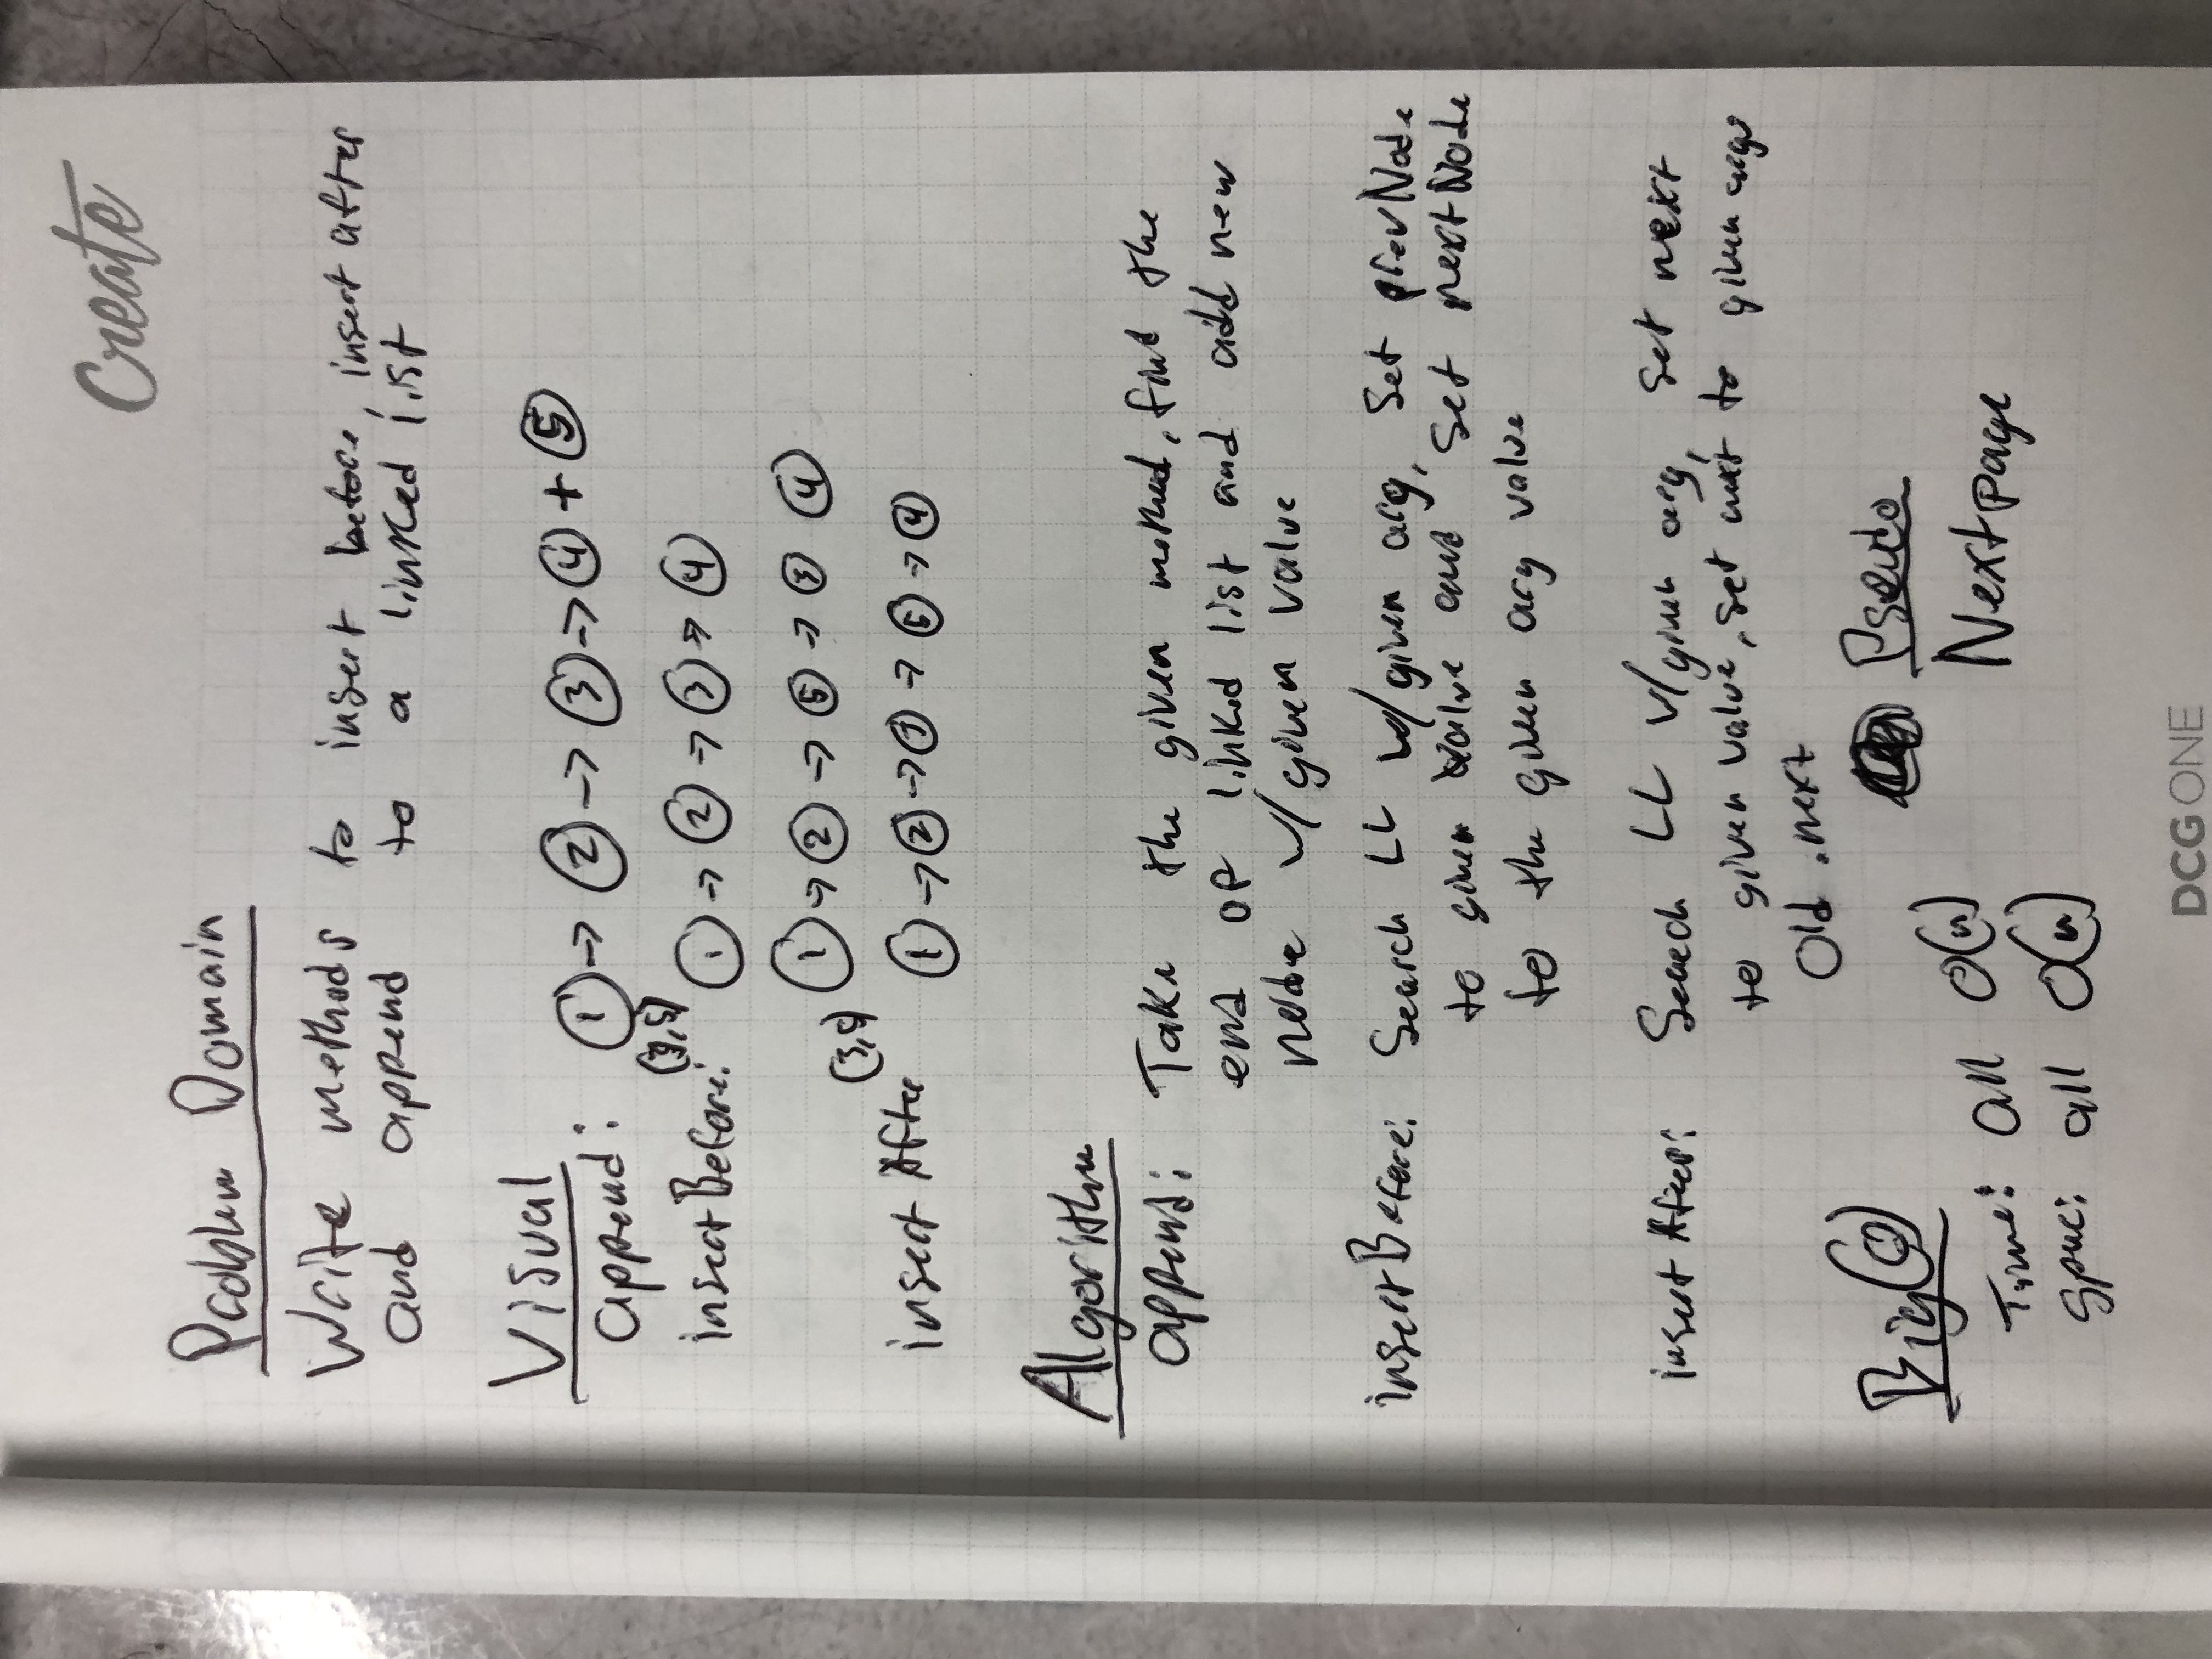 Create
Problem Domain
Write methods to insert before, insert after
and append to a linked list
Visual
append: 1 -> 2 -> 3 -> 4 + 5
(3,5)
insertBefore: 1 -> 2 -> 3 -> 4
1 -> 2 -> 5 -> 3 4
(3,5)
insert After 1 -> 2 -> 3 -> 5 -> 4
Algorithm
append: Take the given method, find the
end of linked list and add new
node w/ given value
insertBefore: Search LL w/ given arg, set prevNode
to given value and set nextNode
to the given arg value
insert After: Search LL w/ given arg, set next
to given value, set next to given args
Old .next
Big(O)
Pseudo
Time: all O(n)
Next page
Space: all O(n)
DCG ONE